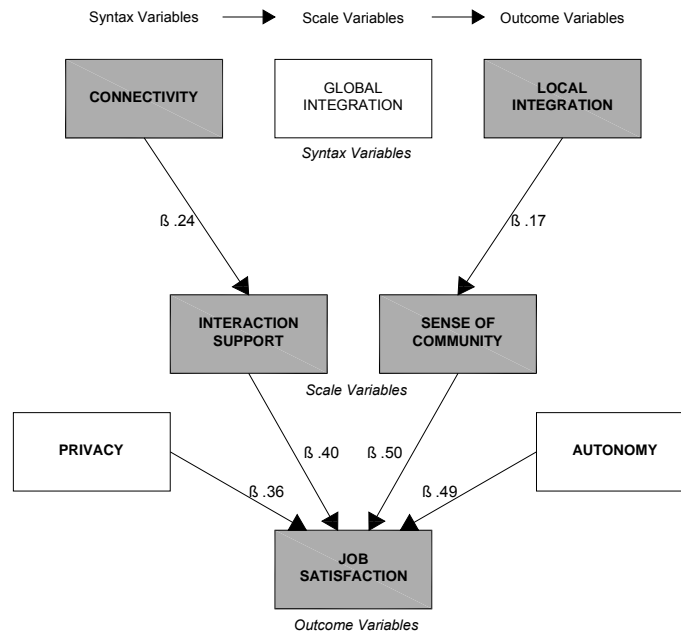 Syntax Variables Scale Variables Outcome Variables
CONNECTIVITY
GLOBAL
INTEGRATION
LOCAL
INTEGRATION
Syntax Variables
ß .24
ß .17
INTERACTION
SUPPORT
SENSE OF
COMMUNITY
Scale Variables
PRIVACY
AUTONOMY
ß .40
ß .50
ß .36
ß .49
JOB
SATISFACTION
Outcome Variables